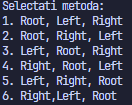 Selectati metoda:
1. Root, Left, Right
2. Root, Right, Left
3. Left, Root, Right
4. Right, Root, Left
5. Left, Right, Root
6. Right,Left, Root